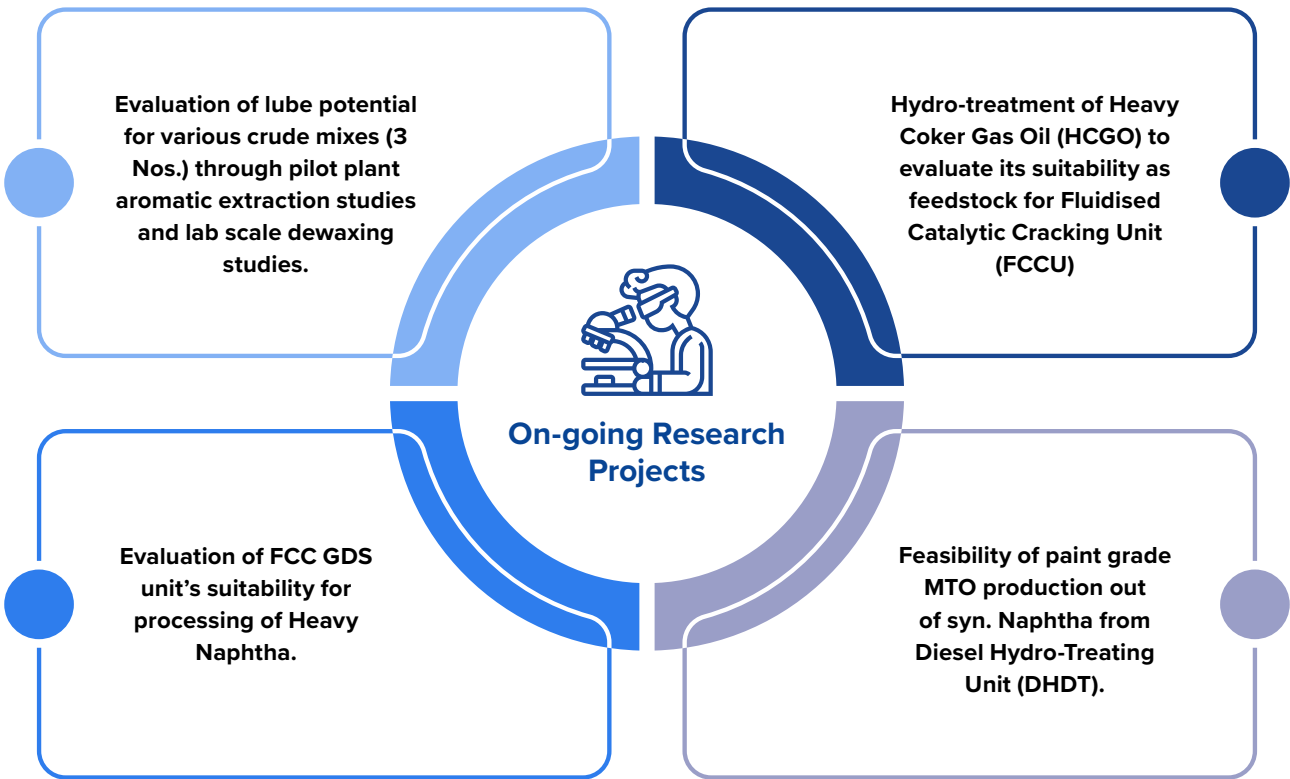 Evaluation of lube potential
for various crude mixes (3
Nos.) through pilot plant
aromatic extraction studies
and lab scale dewaxing
studies.
Hydro-treatment of Heavy
Coker Gas Oil (HCGO) to
evaluate its suitability as
feedstock for Fluidised
Catalytic Cracking Unit
(FCCU)
On-going Research
Projects
Evaluation of FCC GDS
unit’s suitability for
processing of Heavy
Naphtha.
Feasibility of paint grade
MTO production out
of syn. Naphtha from
Diesel Hydro-Treating
Unit (DHDT).